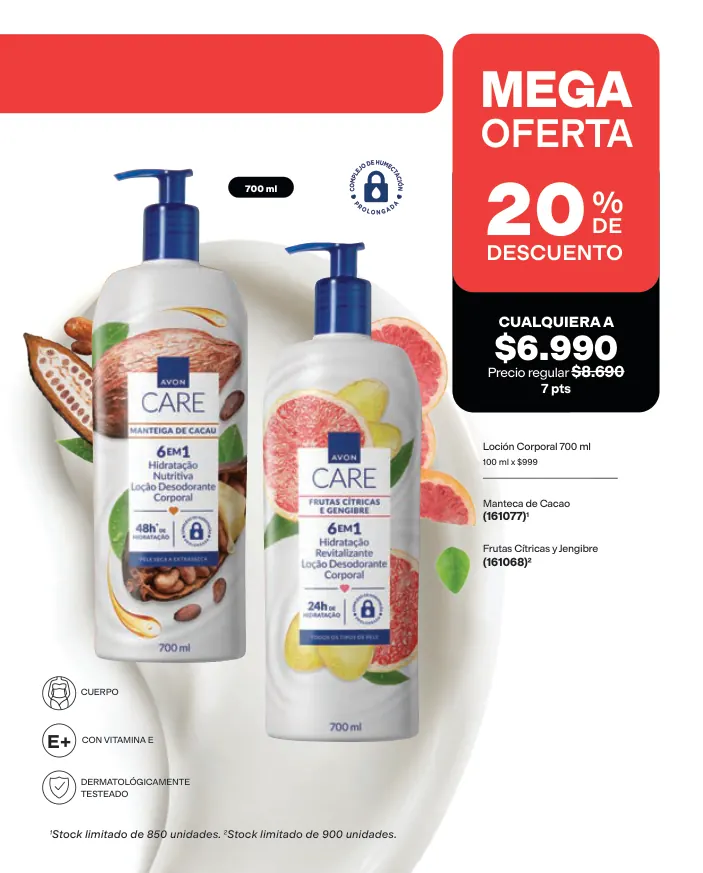 MEGA
OFERTA
20%
DE
DESCUENTO
CUALQUIERA A
$6.990
Precio regular $8.690
7 pts
700 ml
COMPLEJO DE HUMECTACIÓN
PROLONGADA
AVON
CARE
MANTEIGA DE CACAU
6EM1
Hidratação
Nutritiva
Loção Desodorante
Corporal
48h* DE
HIDRATAÇÃO
PELE SECA A EXTRASSECA
700 ml
AVON
CARE
FRUTAS CÍTRICAS
E GENGIBRE
6EM1
Hidratação
Revitalizante
Loção Desodorante
Corporal
24h DE
HIDRATAÇÃO
TODOS OS TIPOS DE PELE
700 ml
Loción Corporal 700 ml
100 ml x $999
Manteca de Cacao
(161077)¹
Frutas Cítricas y Jengibre
(161068)²
CUERPO
E+
CON VITAMINA E
DERMATOLÓGICAMENTE
TESTEADO
¹Stock limitado de 850 unidades. ²Stock limitado de 900 unidades.